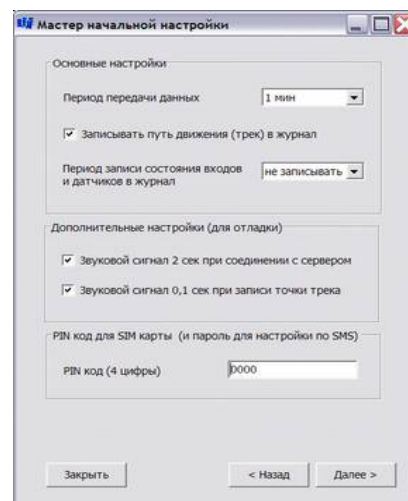 Мастер начальной настройки
Основные настройки
Период передачи данных 1 мин
Записывать путь движения (трек) в журнал
Период записи состояния входов
и датчиков в журнал не записывать
Дополнительные настройки (для отладки)
Звуковой сигнал 2 сек при соединении с сервером
Звуковой сигнал 0,1 сек при записи точки трека
PIN код для SIM карты (и пароль для настройки по SMS)
PIN код (4 цифры) 0000
Закрыть < Назад Далее >